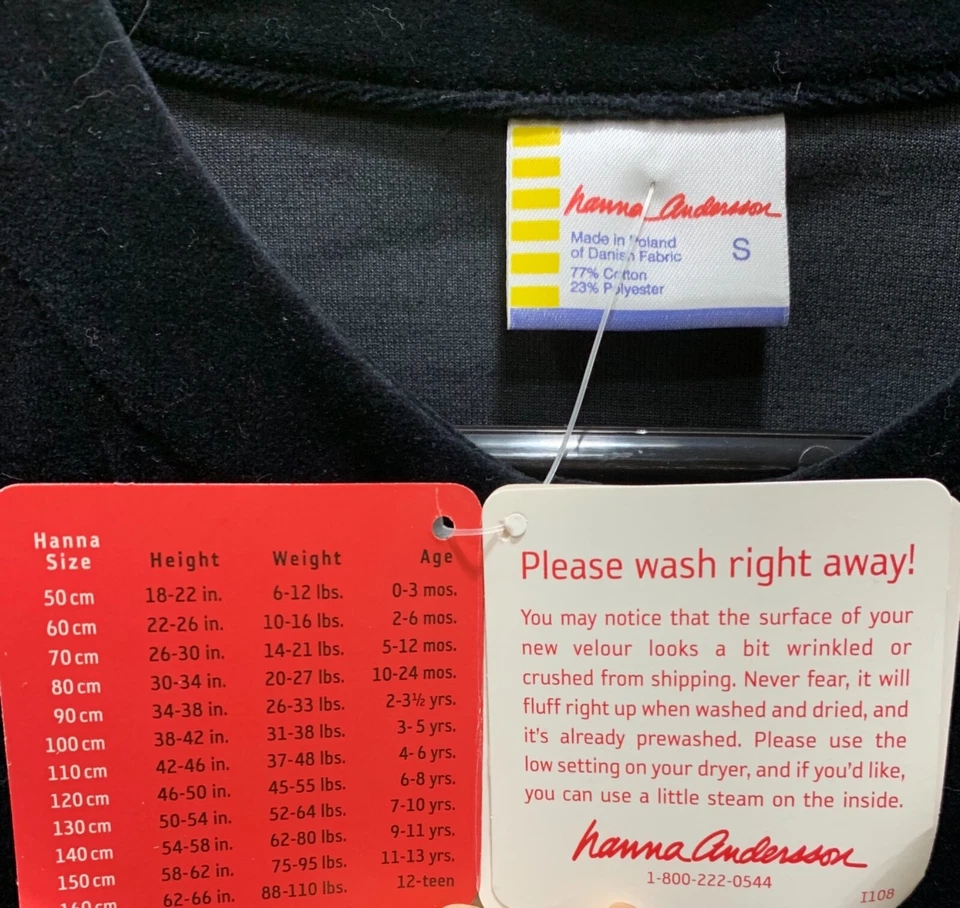 hanna Andersson
Made in Poland
of Danish Fabric
S
77% Cotton
23% Polyester
Hanna
Size Height Weight Age
50 cm 18-22 in. 6-12 lbs. 0-3 mos.
60 cm 22-26 in. 10-16 lbs. 2-6 mos.
70 cm 26-30 in. 14-21 lbs. 5-12 mos.
80 cm 30-34 in. 20-27 lbs. 10-24 mos.
90 cm 34-38 in. 26-33 lbs. 2-3½ yrs.
100 cm 38-42 in. 31-38 lbs. 3-5 yrs.
110 cm 42-46 in. 37-48 lbs. 4-6 yrs.
120 cm 46-50 in. 45-55 lbs. 6-8 yrs.
130 cm 50-54 in. 52-64 lbs. 7-10 yrs.
140 cm 54-58 in. 62-80 lbs. 9-11 yrs.
150 cm 58-62 in. 75-95 lbs. 11-13 yrs.
160 cm 62-66 in. 88-110 lbs. 12-teen
Please wash right away!
You may notice that the surface of your
new velour looks a bit wrinkled or
crushed from shipping. Never fear, it will
fluff right up when washed and dried, and
it's already prewashed. Please use the
low setting on your dryer, and if you'd like,
you can use a little steam on the inside.
hanna Andersson
1-800-222-0544
I108